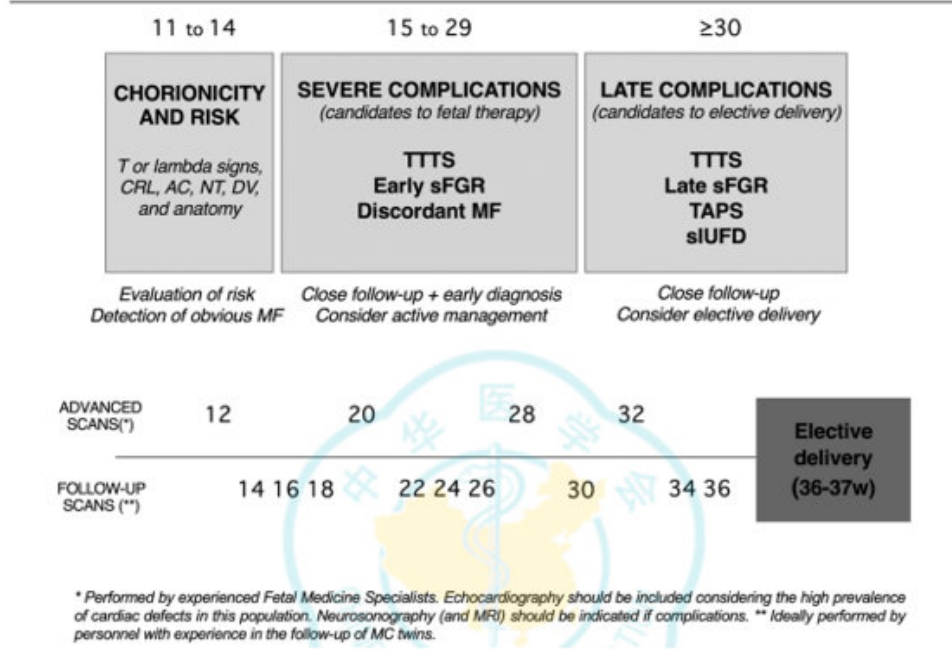 11 to 14
15 to 29
≥30
CHORIONICITY
AND RISK
T or lambda signs,
CRL, AC, NT, DV,
and anatomy
SEVERE COMPLICATIONS
(candidates to fetal therapy)
TTTS
Early sFGR
Discordant MF
LATE COMPLICATIONS
(candidates to elective delivery)
TTTS
Late sFGR
TAPS
sIUFD
Evaluation of risk
Detection of obvious MF
Close follow-up + early diagnosis
Consider active management
Close follow-up
Consider elective delivery
ADVANCED
SCANS(*)
12 20 28 32
FOLLOW-UP
SCANS (**)
14 16 18 22 24 26 30 34 36
Elective
delivery
(36-37w)
中华医学会
* Performed by experienced Fetal Medicine Specialists. Echocardiography should be included considering the high prevalence
of cardiac defects in this population. Neurosonography (and MRI) should be indicated if complications. ** Ideally performed by
personnel with experience in the follow-up of MC twins.